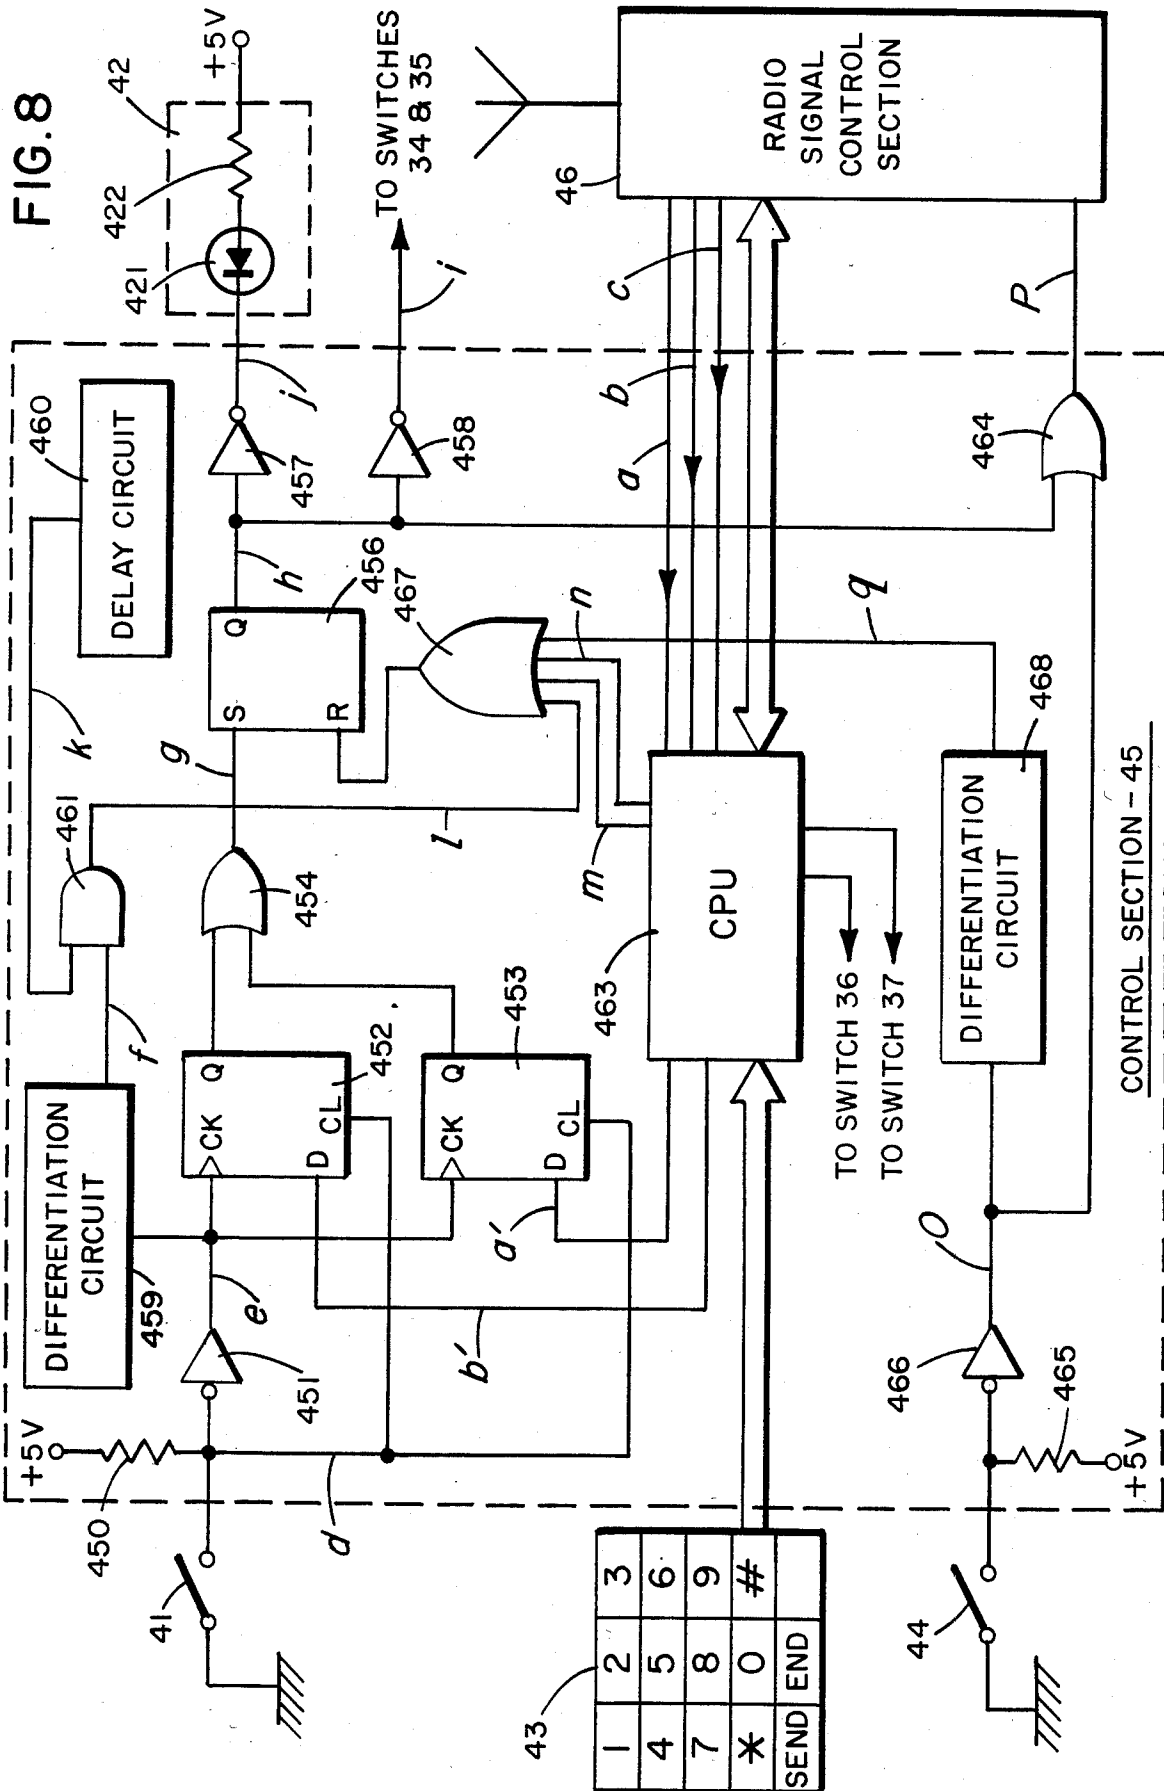 FIG. 8
+5V
42
422
421
TO SWITCHES
34 & 35
i
j
460
DELAY CIRCUIT
457
458
k
h
456
S
Q
R
467
n
g
461
l
m
454
f
DIFFERENTIATION
CIRCUIT
459
e
CK
Q
452
D
CL
453
CK
Q
D
CL
a'
b'
451
+5V
450
d
41
46
RADIO
SIGNAL
CONTROL
SECTION
a
b
c
P
464
q
463
CPU
TO SWITCH 36
TO SWITCH 37
468
DIFFERENTIATION
CIRCUIT
O
466
465
+5V
44
43
1 2 3
4 5 6
7 8 9
* 0 #
SEND END
CONTROL SECTION - 45